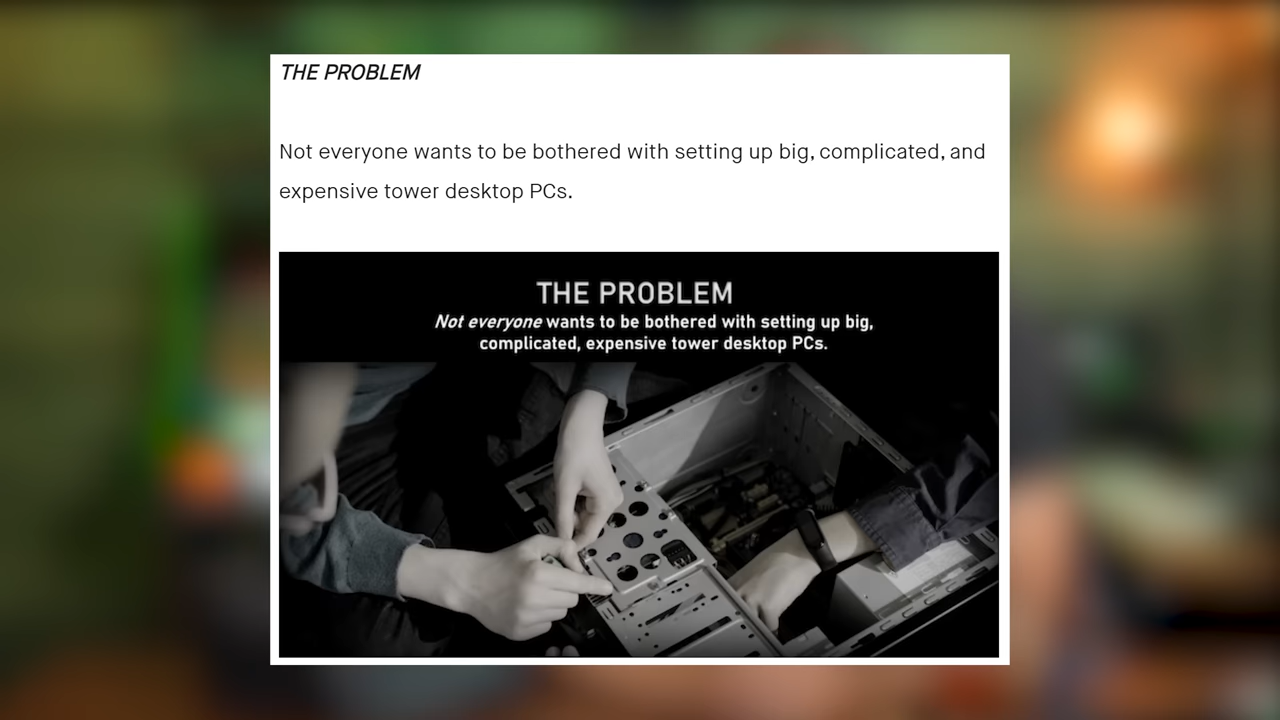 THE PROBLEM
Not everyone wants to be bothered with setting up big, complicated, and
expensive tower desktop PCs.
THE PROBLEM
Not everyone wants to be bothered with setting up big,
complicated, expensive tower desktop PCs.